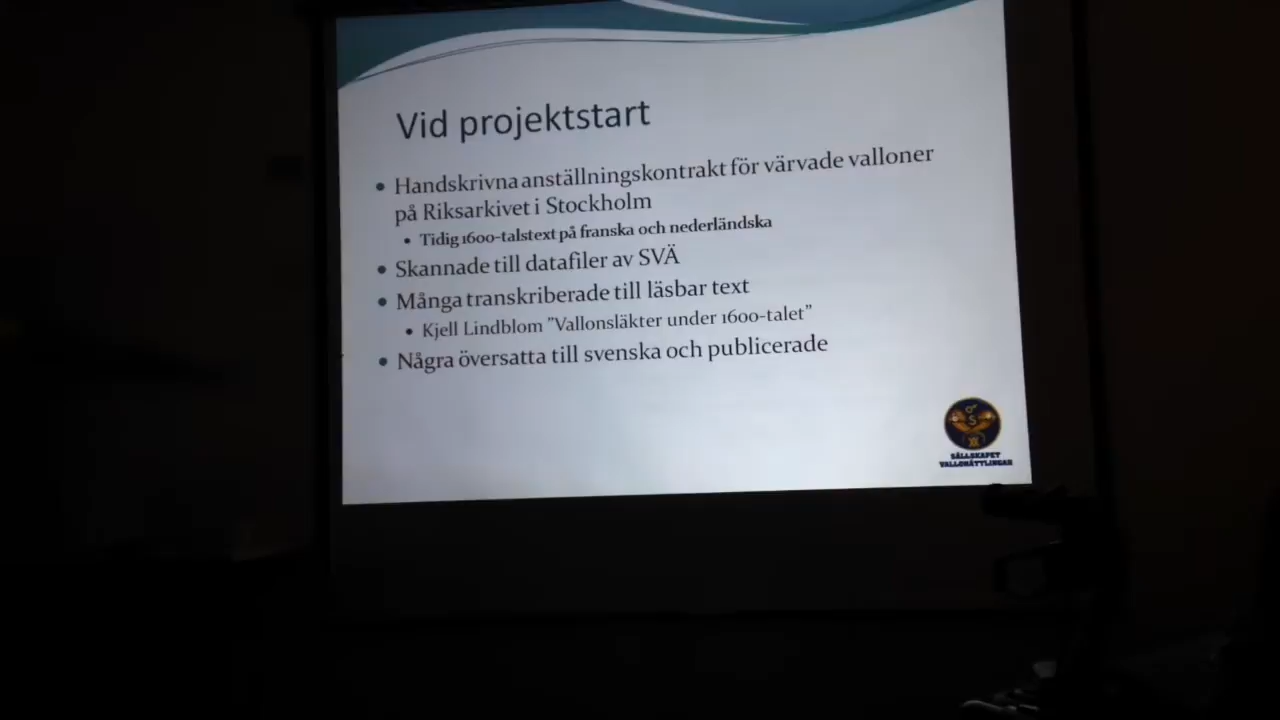 Vid projektstart
• Handskrivna anställningskontrakt för värvade valloner
på Riksarkivet i Stockholm
• Tidig 1600-talstext på franska och nederländska
• Skannade till datafiler av SVÄ
• Många transkriberade till läsbar text
• Kjell Lindblom ”Vallonsläkter under 1600-talet”
• Några översatta till svenska och publicerade
S
SÄLLSKAPET
VALLONÄTTLINGAR